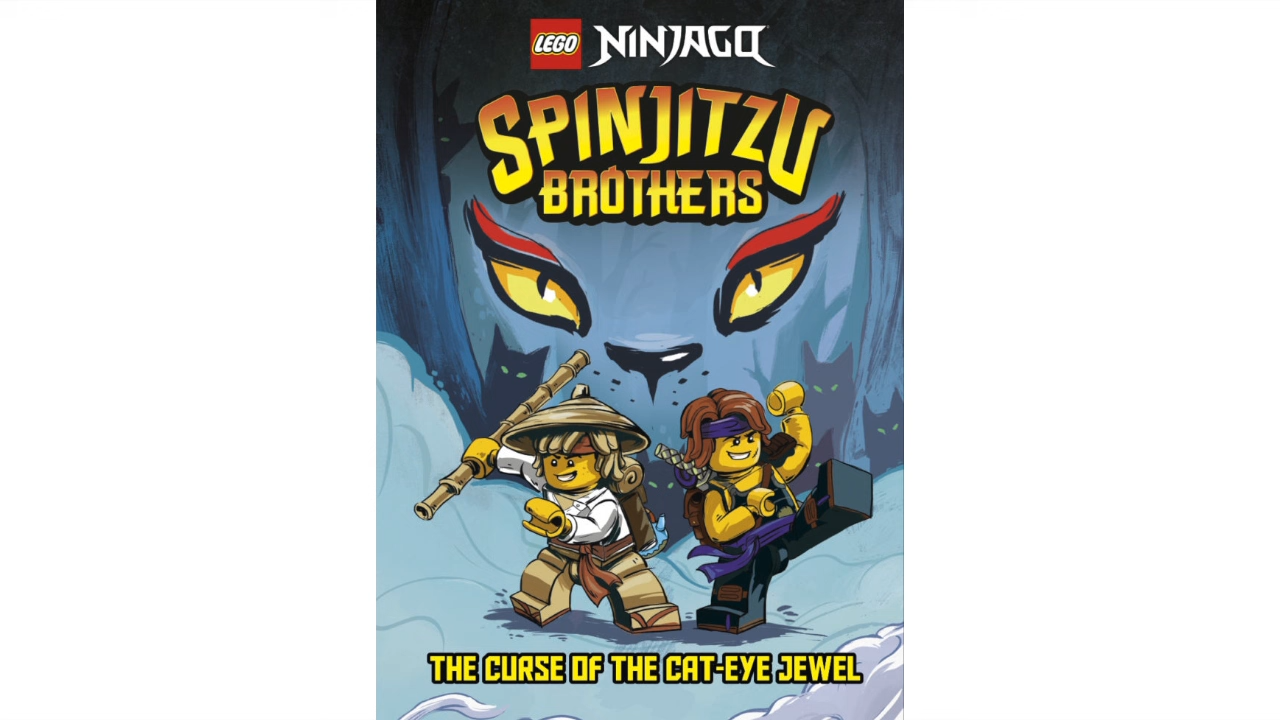 LEGO NINJAGO
SPINJITZU
BROTHERS
THE CURSE OF THE CAT-EYE JEWEL